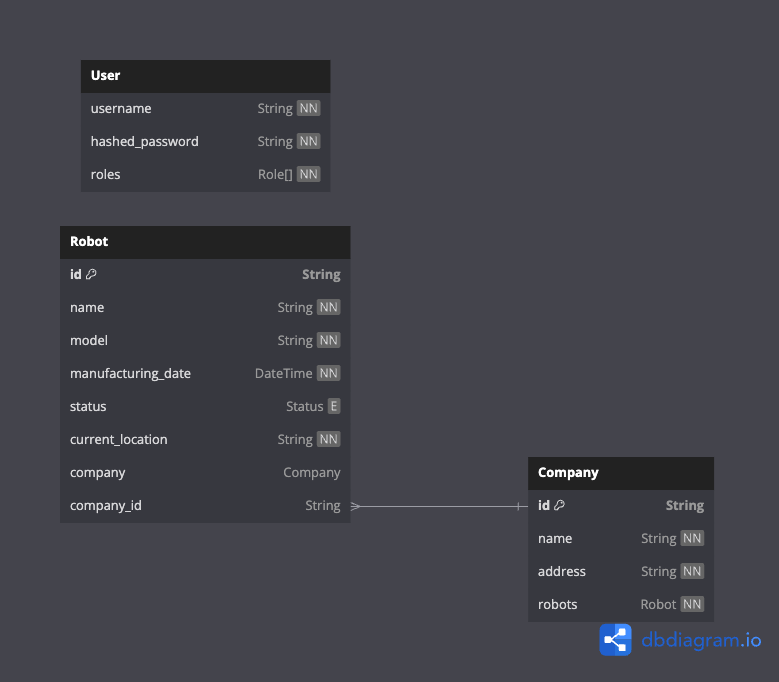 User
username String NN
hashed_password String NN
roles Role[] NN
Robot
id String
name String NN
model String NN
manufacturing_date DateTime NN
status Status E
current_location String NN
company Company
company_id String
Company
id String
name String NN
address String NN
robots Robot NN
dbdiagram.io